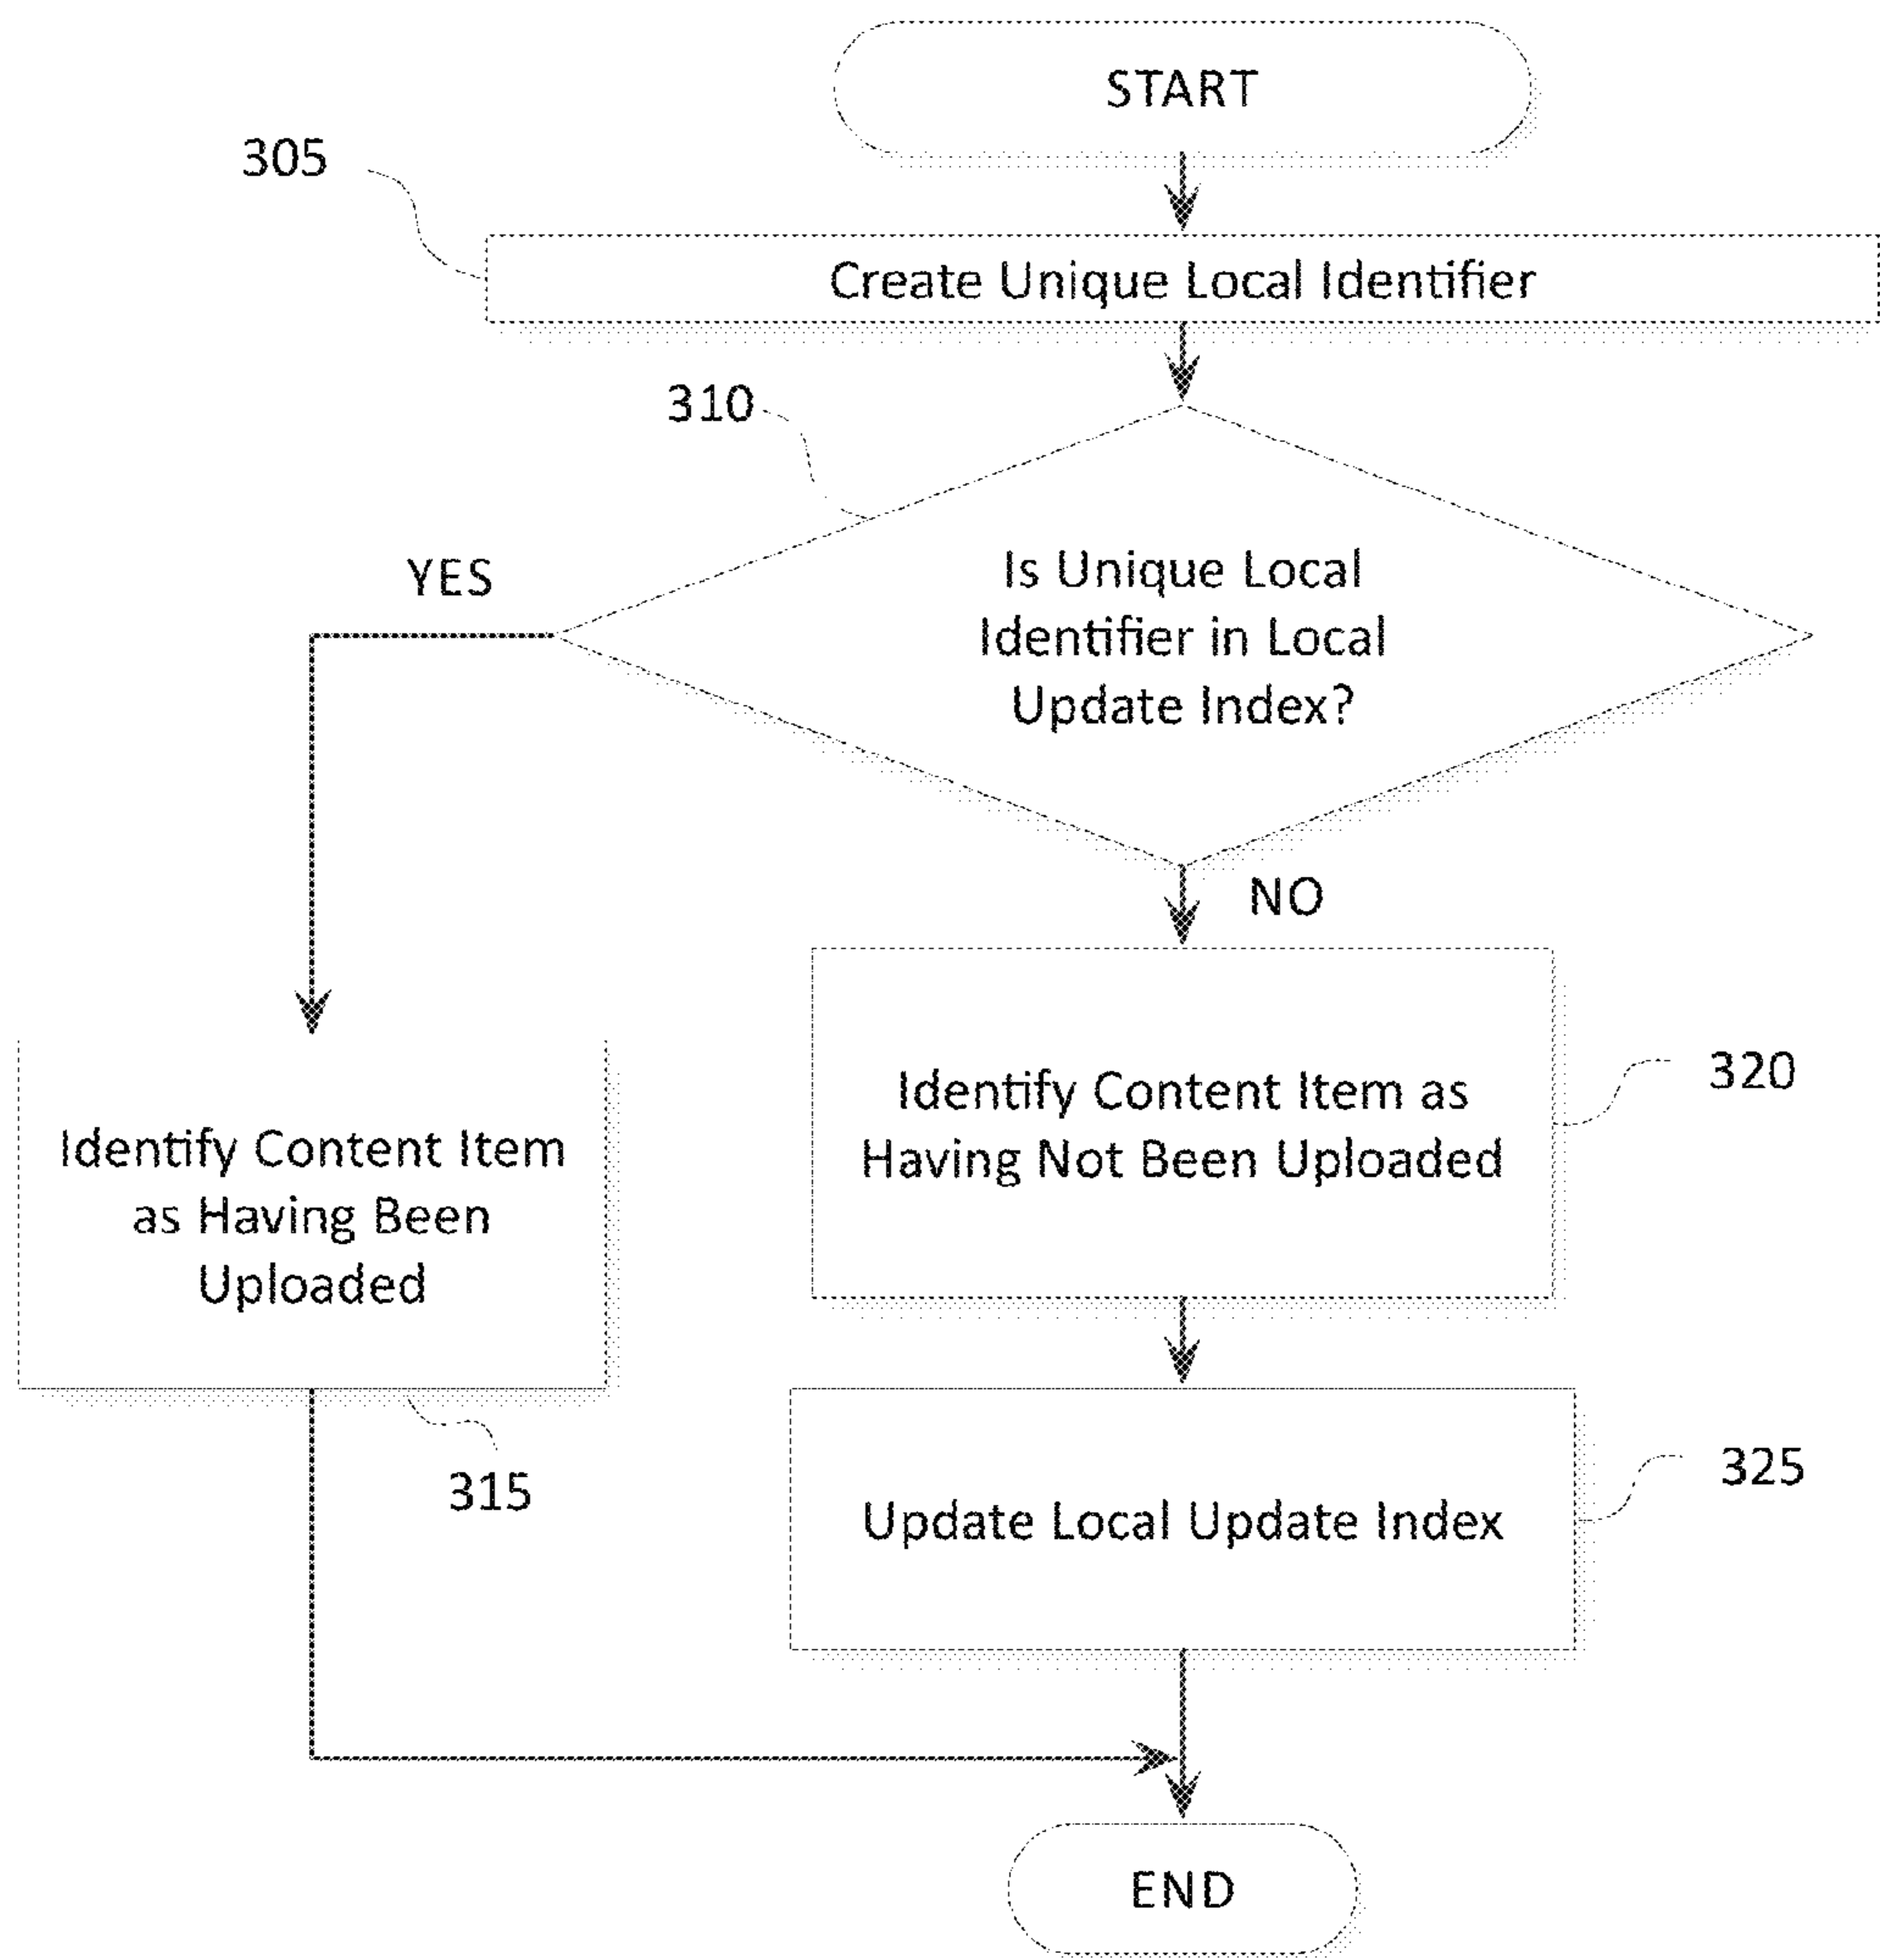 START
305
Create Unique Local Identifier
310
Is Unique Local
Identifier in Local
Update Index?
YES
NO
Identify Content Item
as Having Been
Uploaded
315
Identify Content Item as
Having Not Been Uploaded
320
Update Local Update Index
325
END